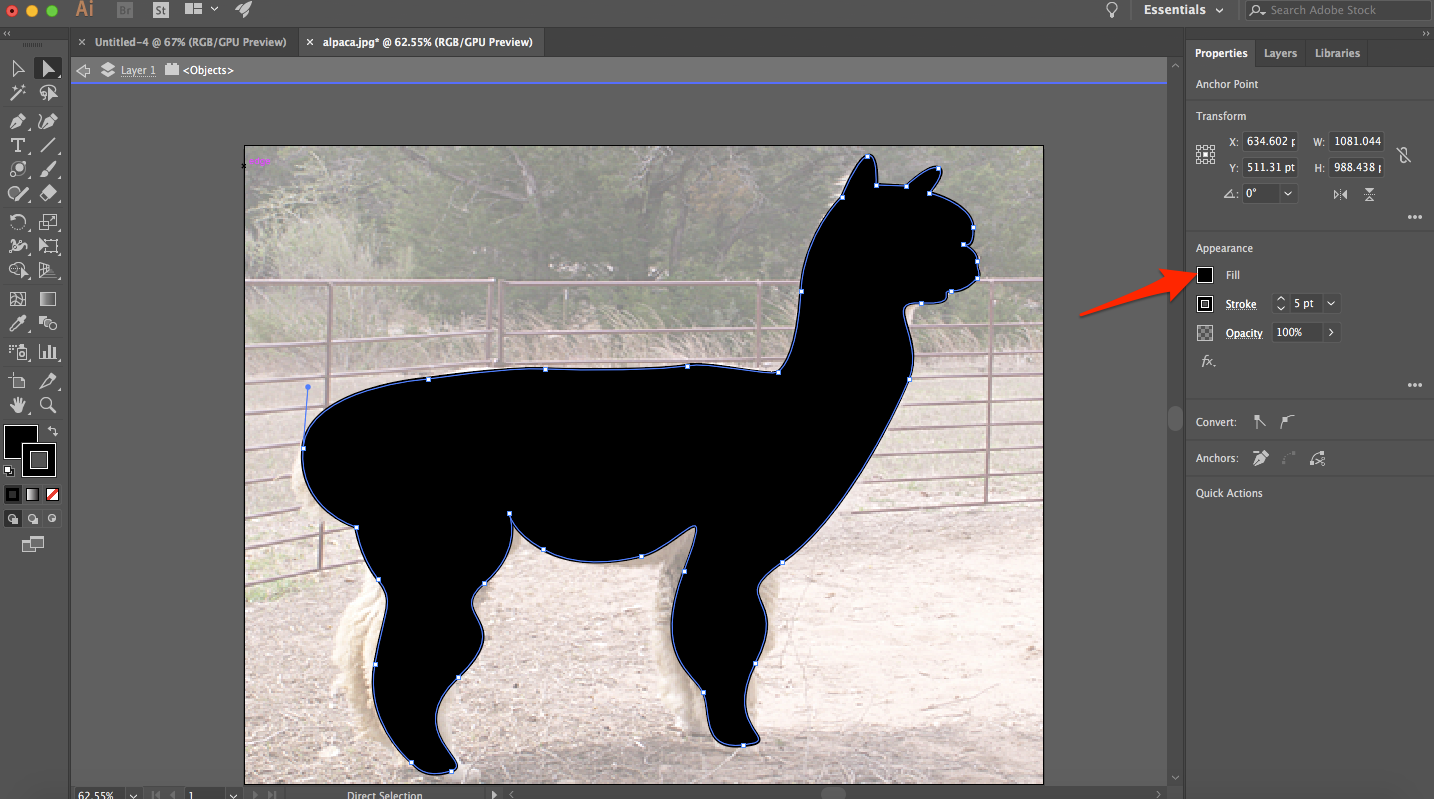 Ai Br St Essentials Search Adobe Stock
Untitled-4 @ 67% (RGB/GPU Preview) alpaca.jpg* @ 62.55% (RGB/GPU Preview)
Layer 1 <Objects>
Properties Layers Libraries
Anchor Point
Transform
X: 634.602 p W: 1081.044
Y: 511.31 pt H: 988.438 p
0°
Appearance
Fill
Stroke 5 pt
Opacity 100%
fx.
Convert:
Anchors:
Quick Actions
62.55% 1 Direct Selection